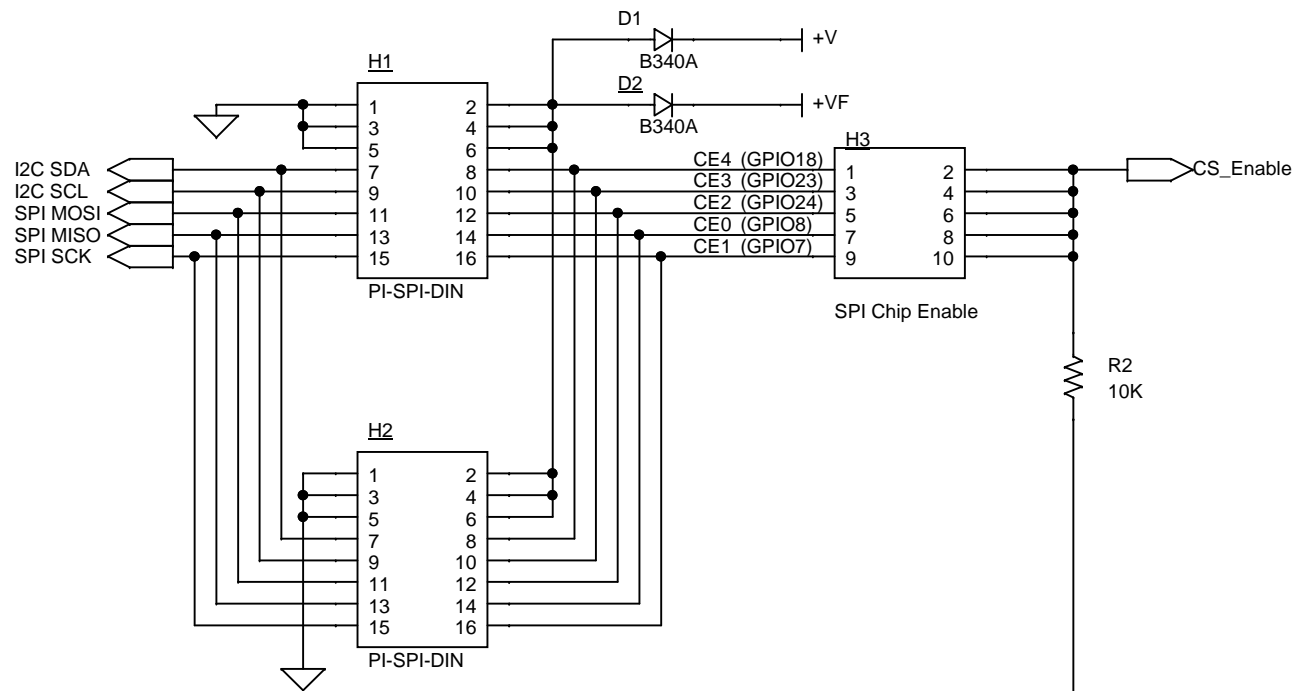 D1
+V
B340A
H1
D2
+VF
B340A
1 2
3 4
5 6
I2C SDA 7 8 CE4 (GPIO18)
I2C SCL 9 10 CE3 (GPIO23)
SPI MOSI 11 12 CE2 (GPIO24)
SPI MISO 13 14 CE0 (GPIO8)
SPI SCK 15 16 CE1 (GPIO7)
PI-SPI-DIN
H3
1 2 CS_Enable
3 4
5 6
7 8
9 10
SPI Chip Enable
R2
10K
H2
1 2
3 4
5 6
7 8
9 10
11 12
13 14
15 16
PI-SPI-DIN